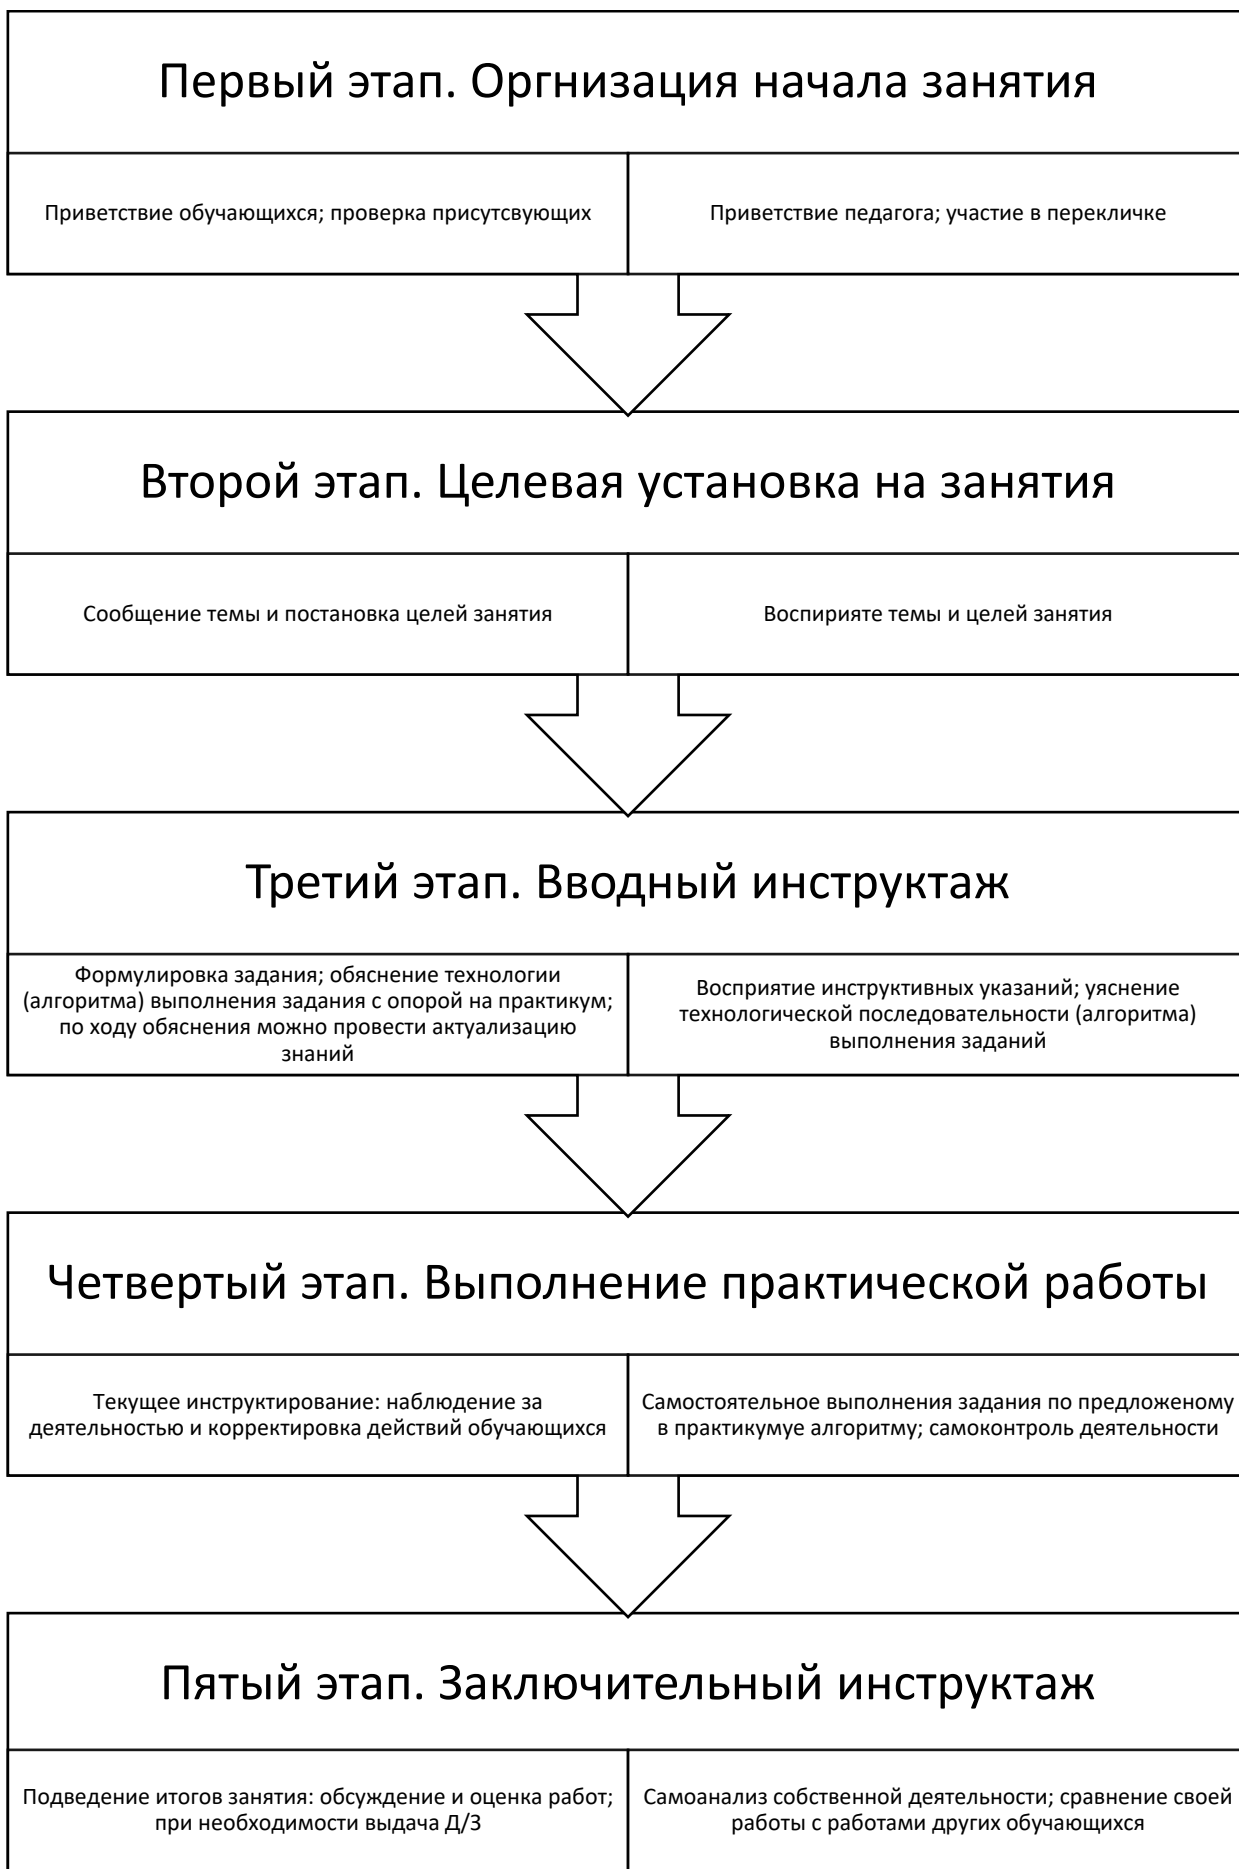 Первый этап. Оргнизация начала занятия
Приветствие обучающихся; проверка присутсвующих
Приветствие педагога; участие в перекличке
Второй этап. Целевая установка на занятия
Сообщение темы и постановка целей занятия
Воспирияте темы и целей занятия
Третий этап. Вводный инструктаж
Формулировка задания; обяснение технологии
(алгоритма) выполнения задания с опорой на практикум;
по ходу обяснения можно провести актуализацию
знаний
Восприятие инструктивных указаний; уяснение
технологической последовательности (алгоритма)
выполнения заданий
Четвертый этап. Выполнение практической работы
Текущее инструктирование: наблюдение за
деятельностью и корректировка действий обучающихся
Самостоятельное выполнения задания по предложеному
в практикумуе алгоритму; самоконтроль деятельности
Пятый этап. Заключительный инструктаж
Подведение итогов занятия: обсуждение и оценка работ;
при необходимости выдача Д/З
Самоанализ собственной деятельности; сравнение своей
работы с работами других обучающихся